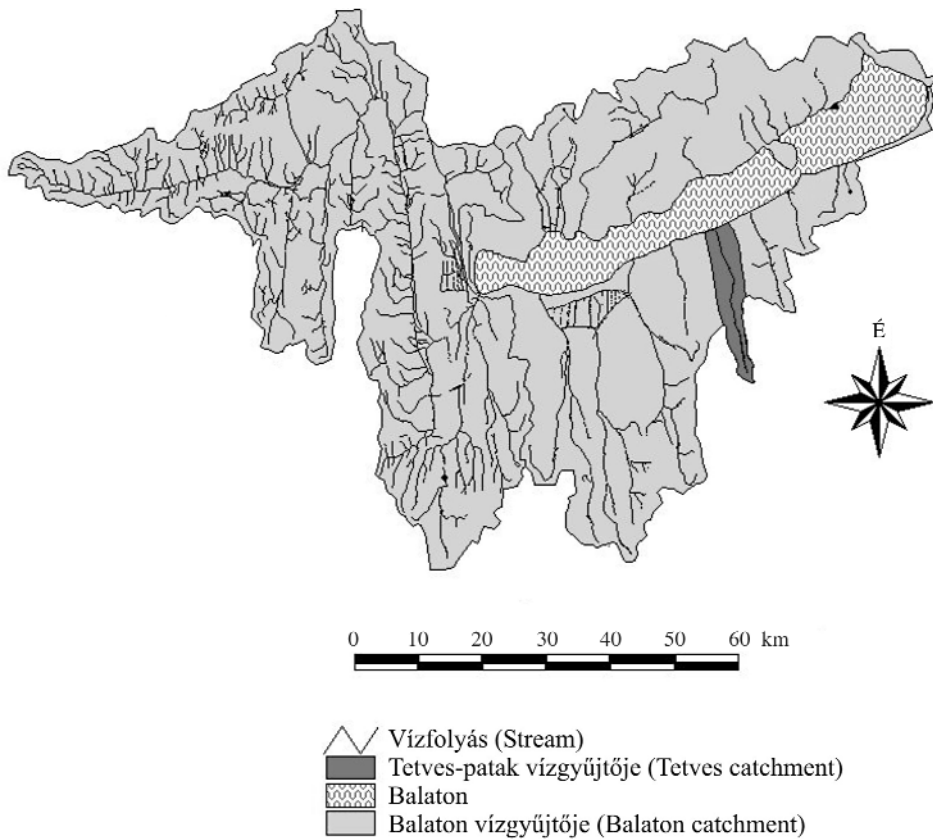 É
0 10 20 30 40 50 60 km
Vízfolyás (Stream)
Tetves-patak vízgyűjtője (Tetves catchment)
Balaton
Balaton vízgyűjtője (Balaton catchment)